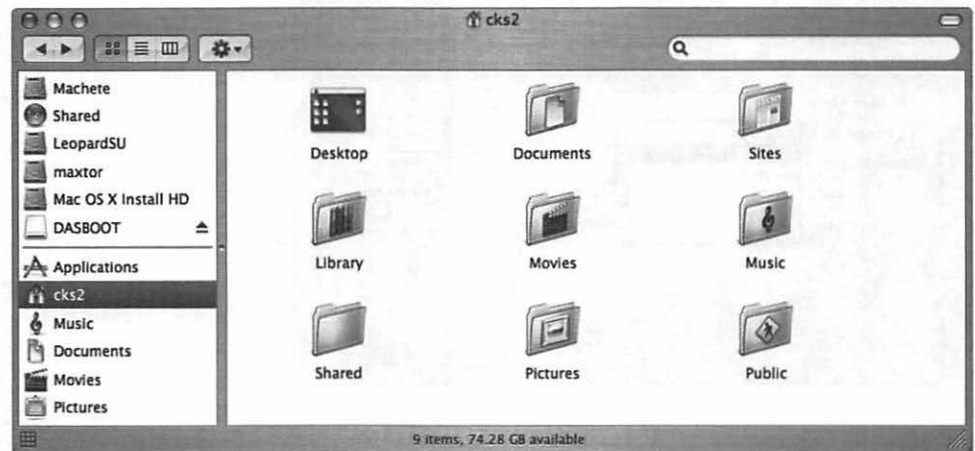 cks2
Machete
Shared
LeopardSU
maxtor
Mac OS X Install HD
DASBOOT
Applications
cks2
Music
Documents
Movies
Pictures
Desktop
Documents
Sites
Library
Movies
Music
Shared
Pictures
Public
9 items, 74.28 GB available